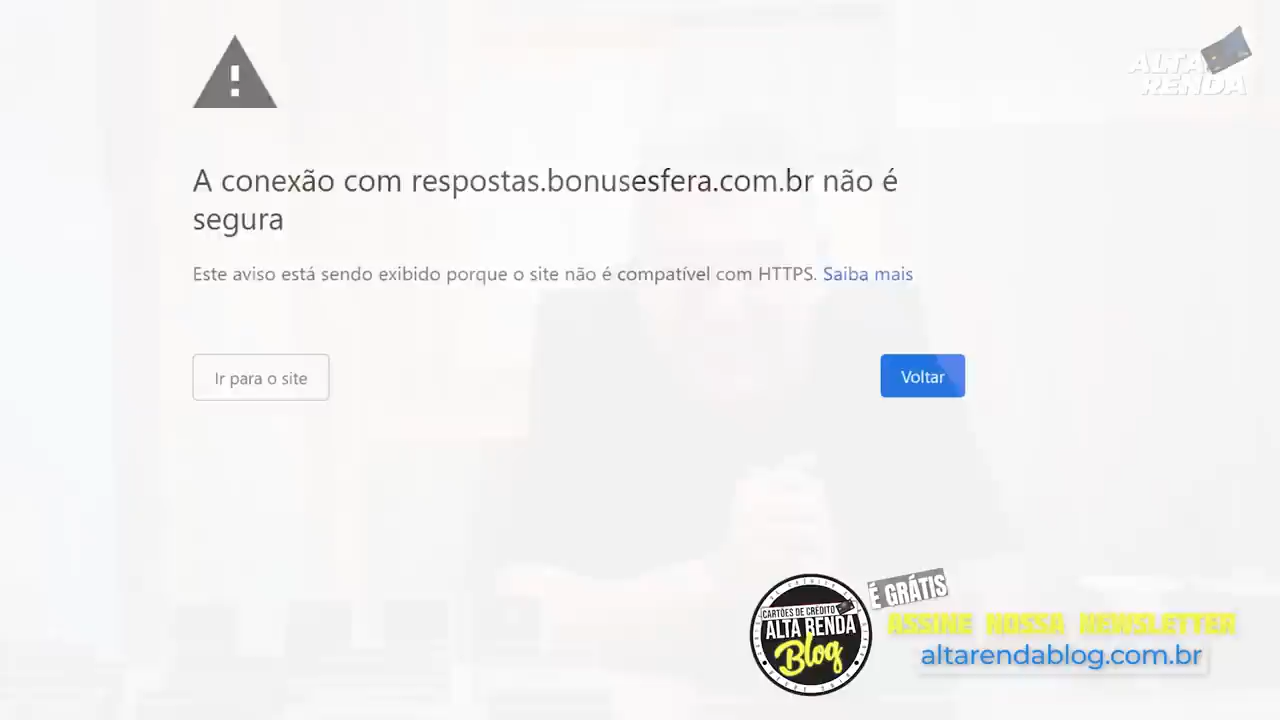 ALTA
RENDA
A conexão com respostas.bonusesfera.com.br não é
segura
Este aviso está sendo exibido porque o site não é compatível com HTTPS. Saiba mais
Ir para o site
Voltar
É GRÁTIS
CARTÕES DE CRÉDITO
ALTA RENDA
Blog
ASSINE NOSSA NEWSLETTER
altarendablog.com.br